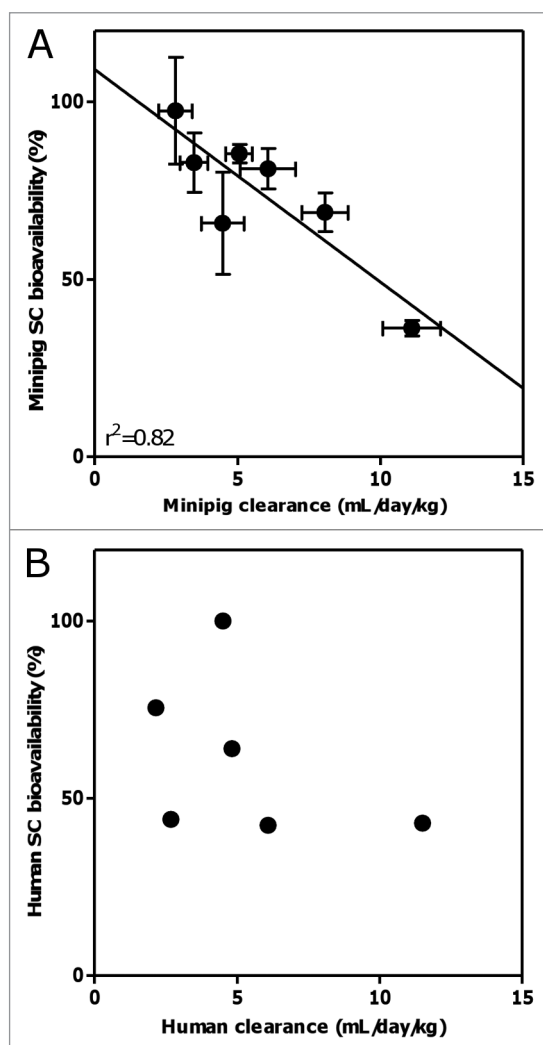 A
100
50
0
Minipig SC bioavailability (%)
r²=0.82
0 5 10 15
Minipig clearance (mL/day/kg)
B
100
50
0
Human SC bioavailability (%)
0 5 10 15
Human clearance (mL/day/kg)